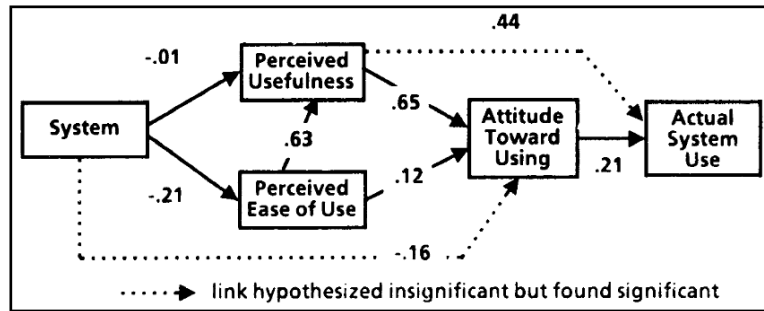 .44
-.01
Perceived
Usefulness
.65
Attitude
Toward
Using
Actual
System
Use
System
.63
.21
-.21
Perceived
Ease of Use
.12
-.16
link hypothesized insignificant but found significant